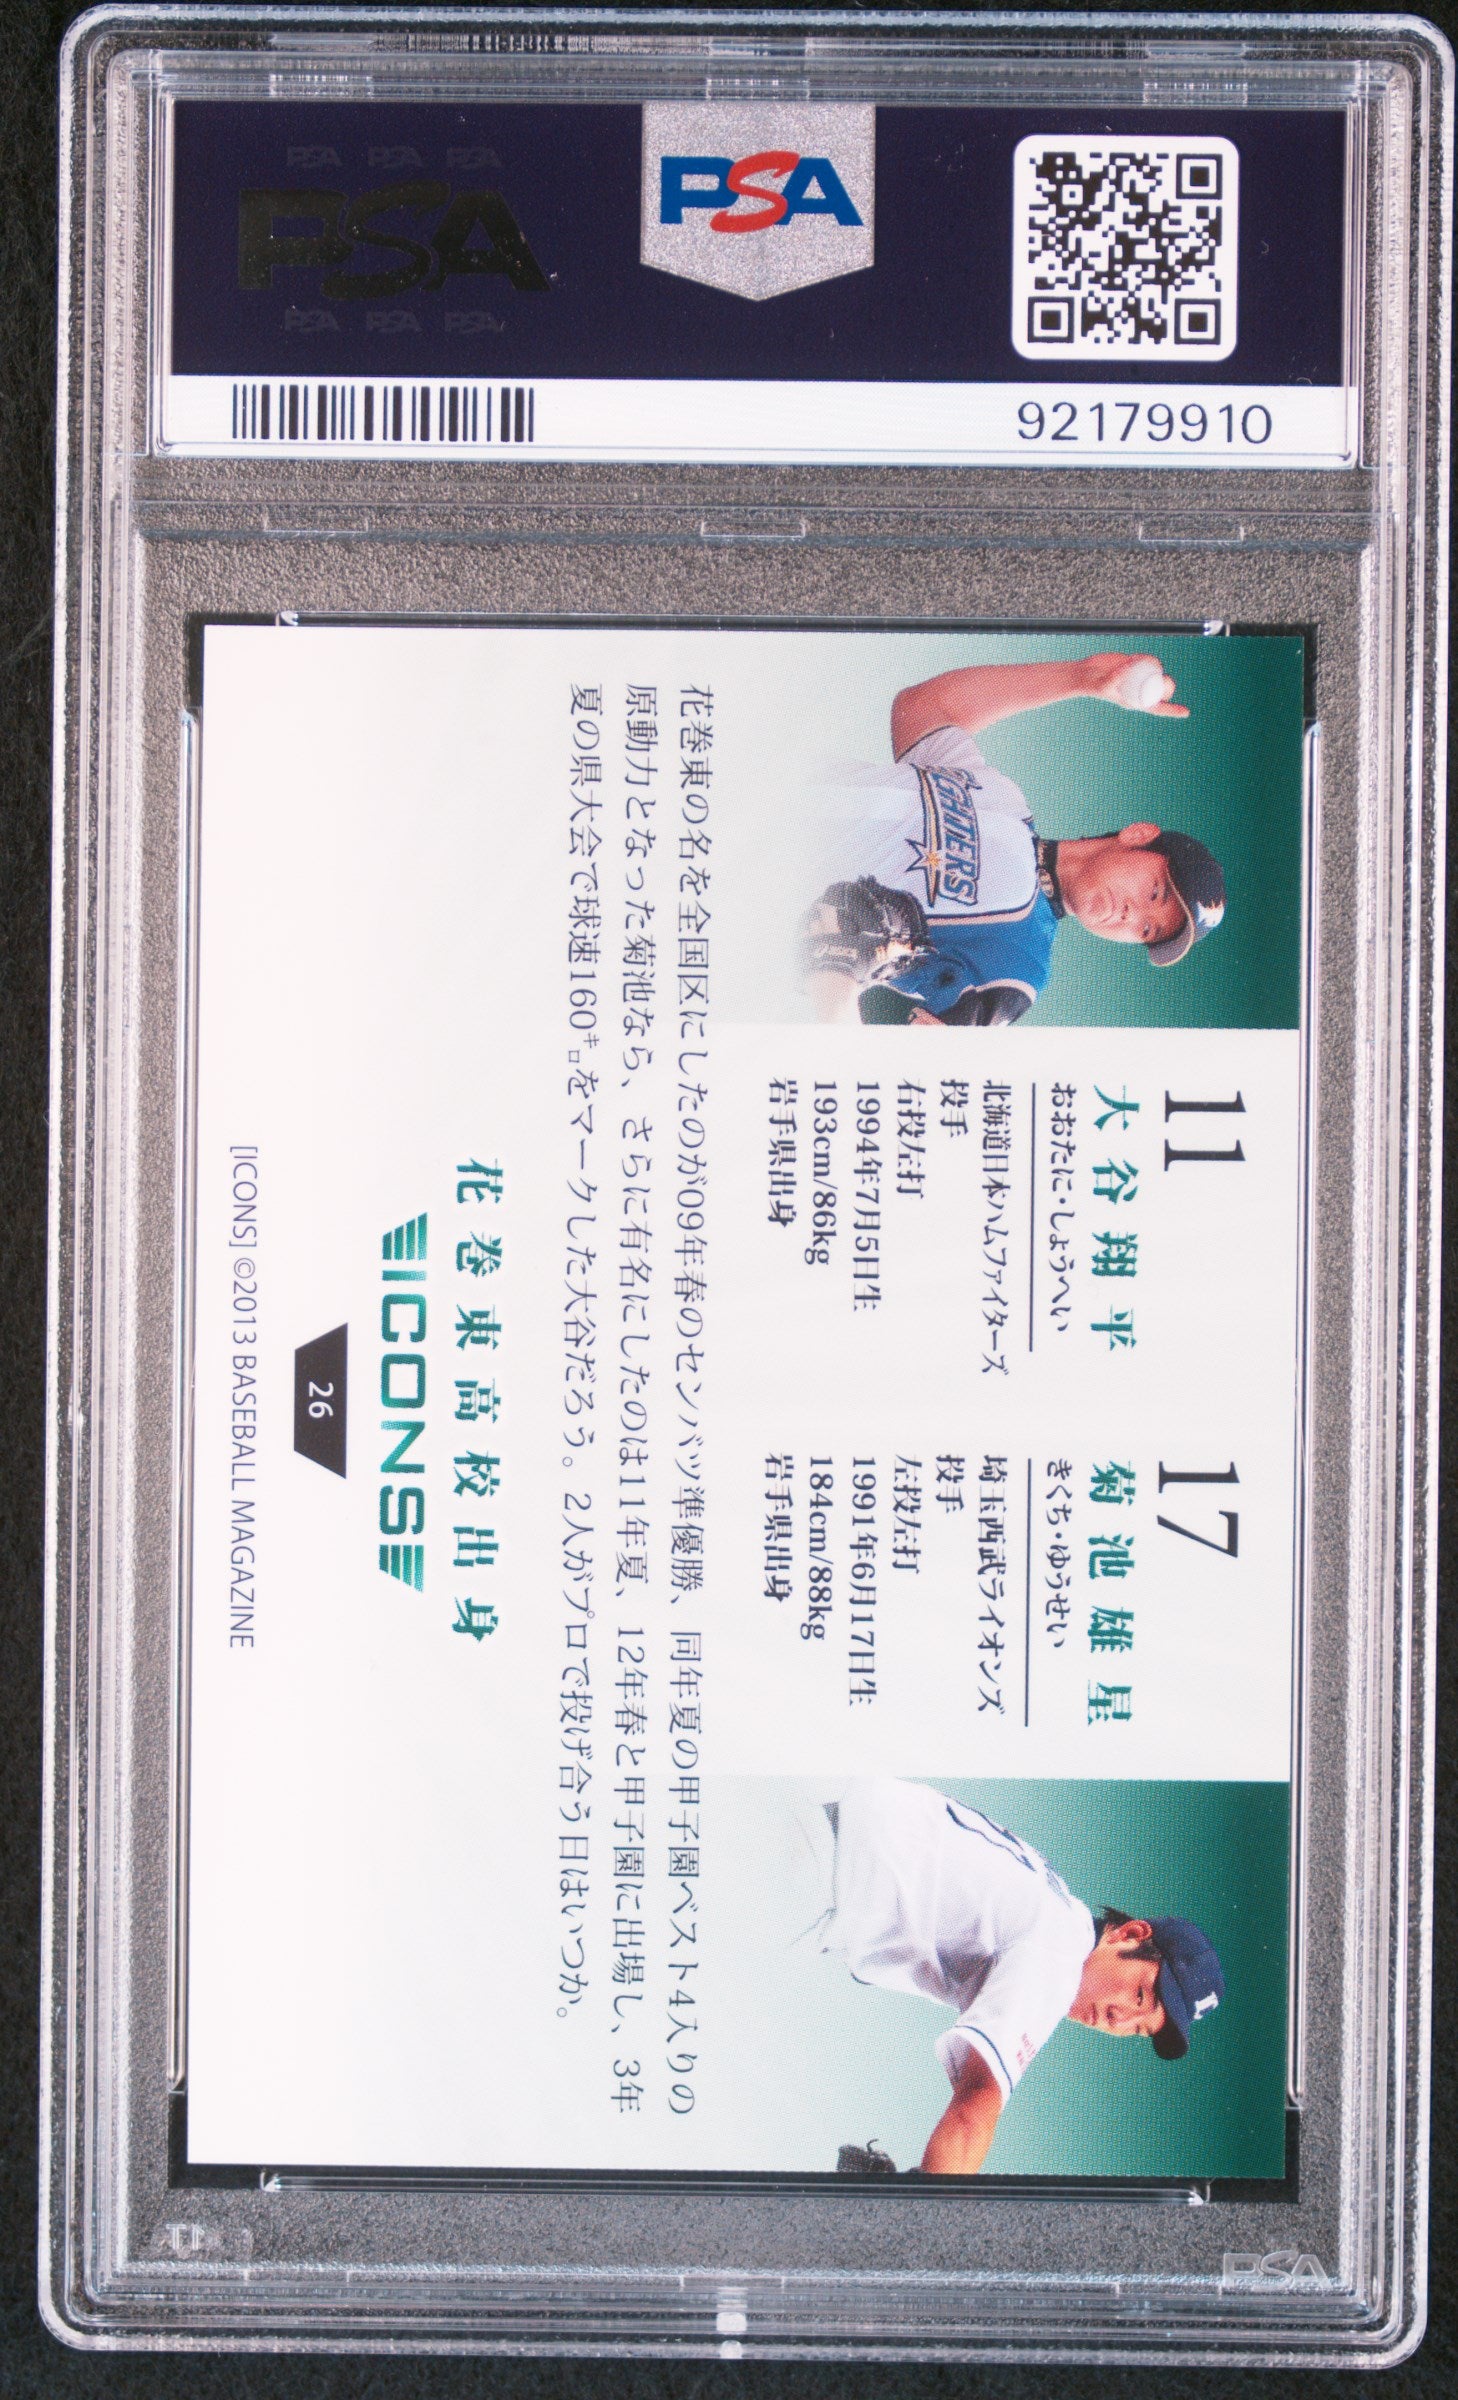 PSA PSA PSA
PSA
PSA PSA PSA
PSA
92179910
FIGHTERS
11
大谷翔平
おおたに・しょうへい
北海道日本ハムファイターズ
投手
右投左打
1994年7月5日生
193cm/86kg
岩手県出身
17
菊池雄星
きくち・ゆうせい
埼玉西武ライオンズ
投手
左投左打
1991年6月17日生
184cm/88kg
岩手県出身
花巻東の名を全国区にしたのが09年春のセンバツ準優勝、同年夏の甲子園ベスト4入りの
原動力となった菊池なら、さらに有名にしたのは11年夏、12年春と甲子園に出場し、3年
夏の県大会で球速160㌔をマークした大谷だろう。2人がプロで投げ合う日はいつか。
花巻東高校出身
ICONS
26
[ICONS] ©2013 BASEBALL MAGAZINE
PSA